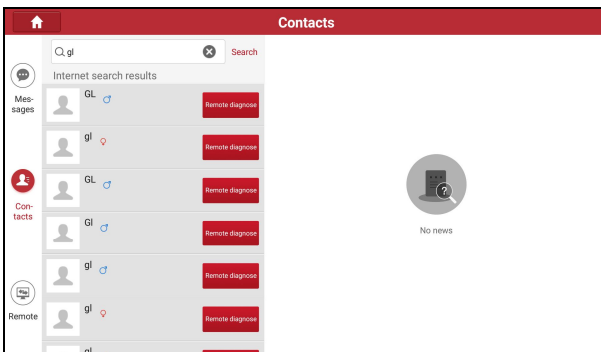 Contacts
gl
Search
Internet search results
Mes-
sages
GL
Remote diagnose
gl
Remote diagnose
GL
Remote diagnose
Con-
tacts
Gl
Remote diagnose
gl
Remote diagnose
Remote
gl
Remote diagnose
gl
?
No news